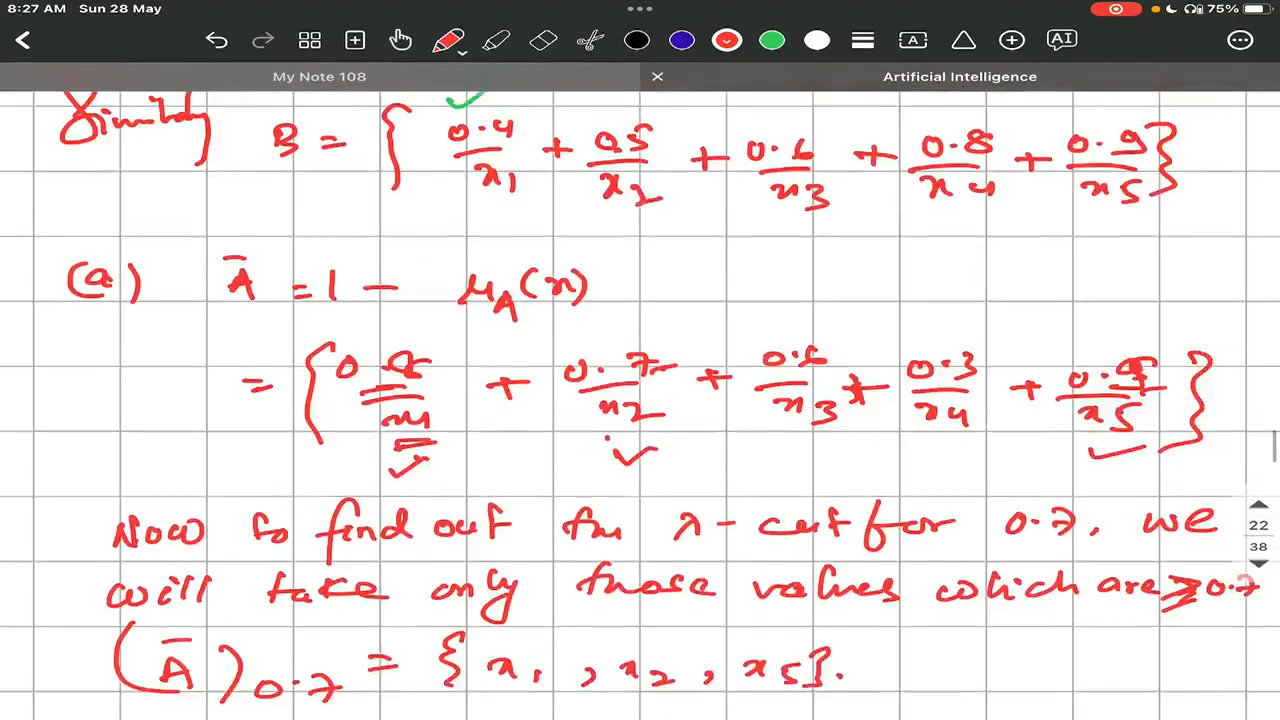 8:27 AM Sun 28 May 75%
My Note 108 Artificial Intelligence
Similarly B = { 0.4/x1 + 0.5/x2 + 0.6/x3 + 0.8/x4 + 0.9/x5 }
(a) Ā = 1 - μA(x)
= { 0.8/x1 + 0.7/x2 + 0.6/x3 + 0.3/x4 + 0.9/x5 }
Now to find out the λ-cut for 0.7, we
22
38
will take only those values which are ≥ 0.7
(Ā)0.7 = { x1, x2, x5 }.